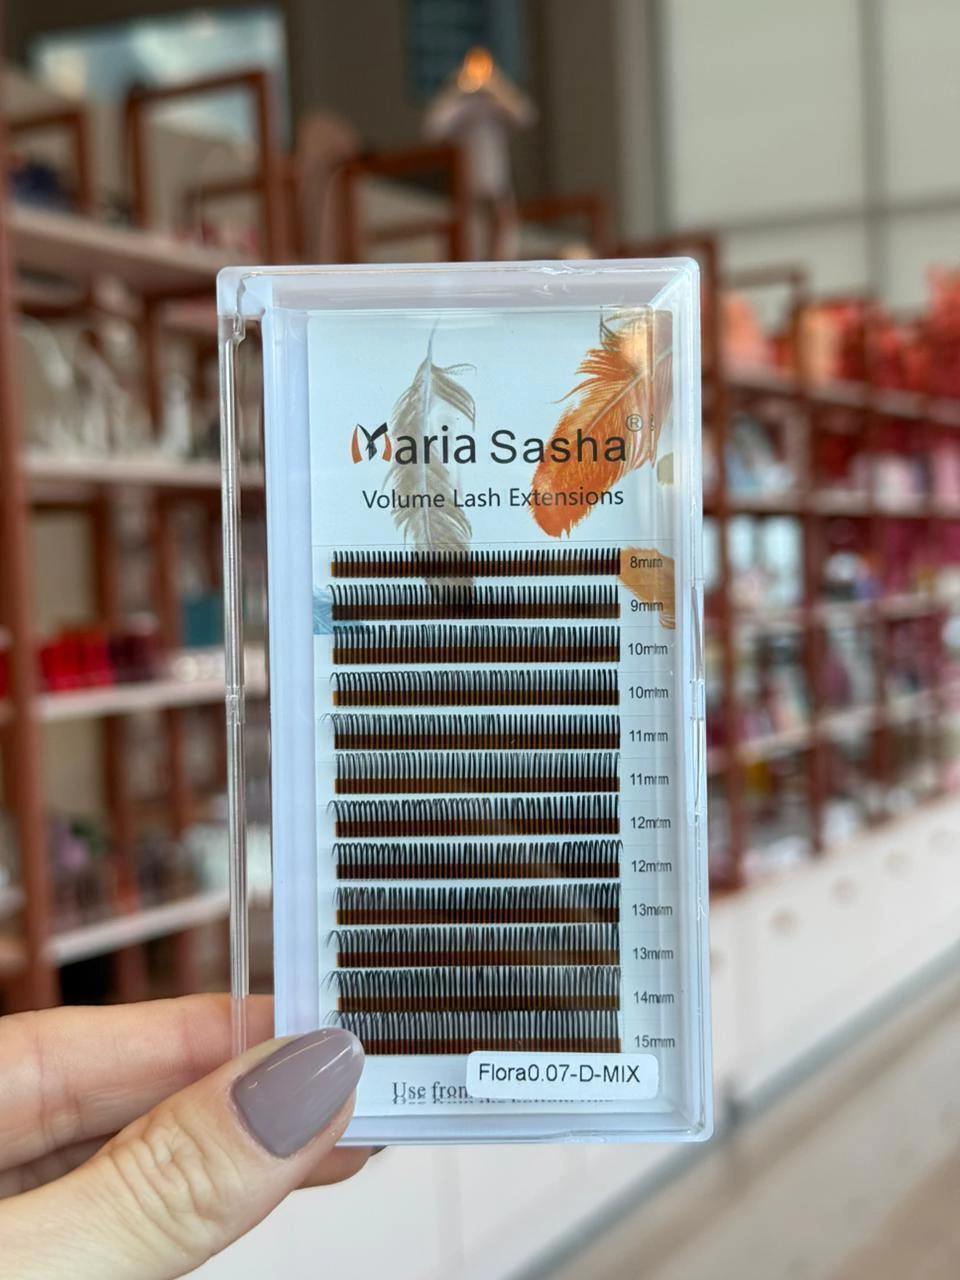 Maria Sasha®
Volume Lash Extensions
8mm
9mm
10mm
10mm
11mm
11mm
12mm
12mm
13mm
13mm
14mm
15mm
Flora0.07-D-MIX
Use from